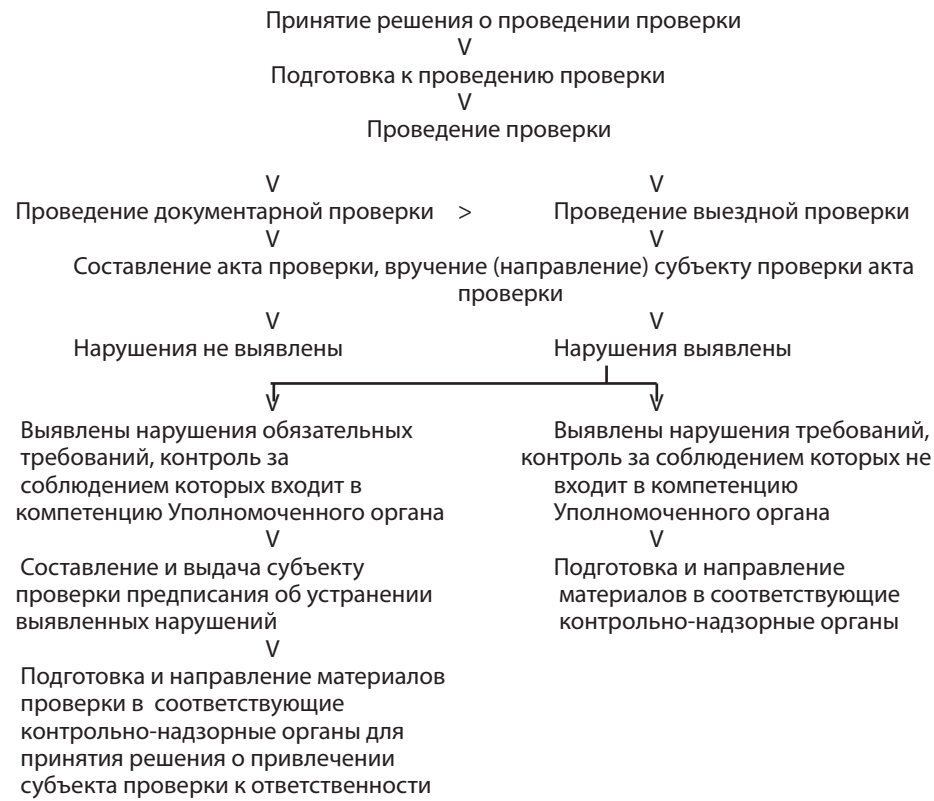 Принятие решения о проведении проверки
V
Подготовка к проведению проверки
V
Проведение проверки
V V
Проведение документарной проверки > Проведение выездной проверки
V V
Составление акта проверки, вручение (направление) субъекту проверки акта
проверки
V V
Нарушения не выявлены Нарушения выявлены
V V
Выявлены нарушения обязательных
требований, контроль за
соблюдением которых входит в
компетенцию Уполномоченного органа
V
Составление и выдача субъекту
проверки предписания об устранении
выявленных нарушений
V
Подготовка и направление материалов
проверки в соответствующие
контрольно-надзорные органы для
принятия решения о привлечении
субъекта проверки к ответственности
Выявлены нарушения требований,
контроль за соблюдением которых не
входит в компетенцию
Уполномоченного органа
V
Подготовка и направление
материалов в соответствующие
контрольно-надзорные органы